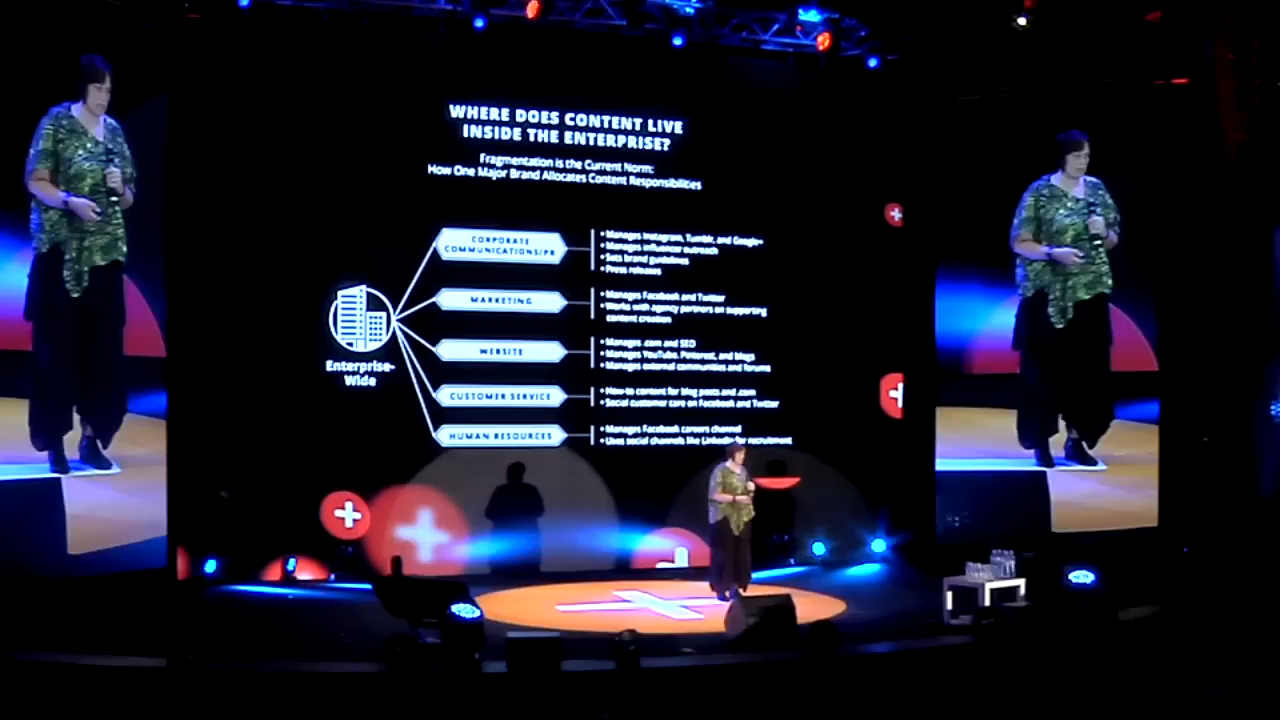 WHERE DOES CONTENT LIVE
INSIDE THE ENTERPRISE?
Fragmentation is the Current Norm:
How One Major Brand Allocates Content Responsibilities
Enterprise-
Wide
CORPORATE
COMMUNICATIONS/PR
• Manages Instagram, Tumblr, and Google+
• Manages influencer outreach
• Sets brand guidelines
• Press releases
MARKETING
• Manages Facebook and Twitter
• Works with agency partners on supporting
content creation
WEBSITE
• Manages .com and SEO
• Manages YouTube, Pinterest, and blogs
• Manages external communities and forums
CUSTOMER SERVICE
• How-to content for blog posts and .com
• Social customer care on Facebook and Twitter
HUMAN RESOURCES
• Manages Facebook careers channel
• Uses social channels like LinkedIn for recruitment